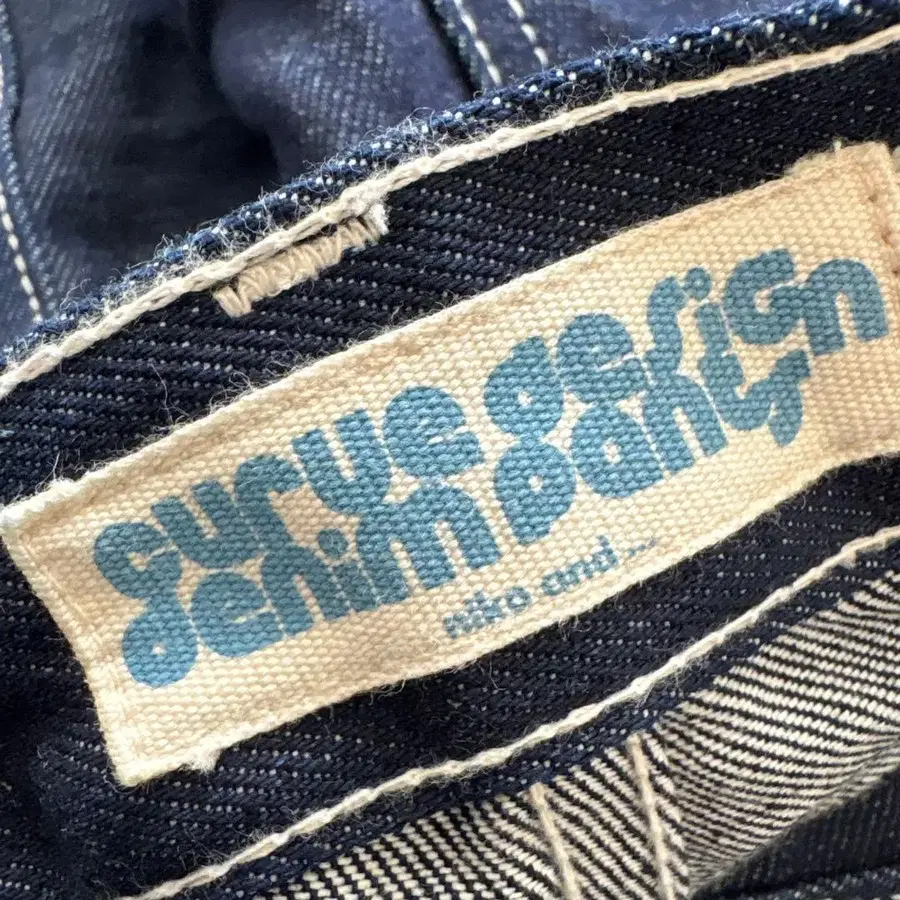 curve design
denim pants
niko and...